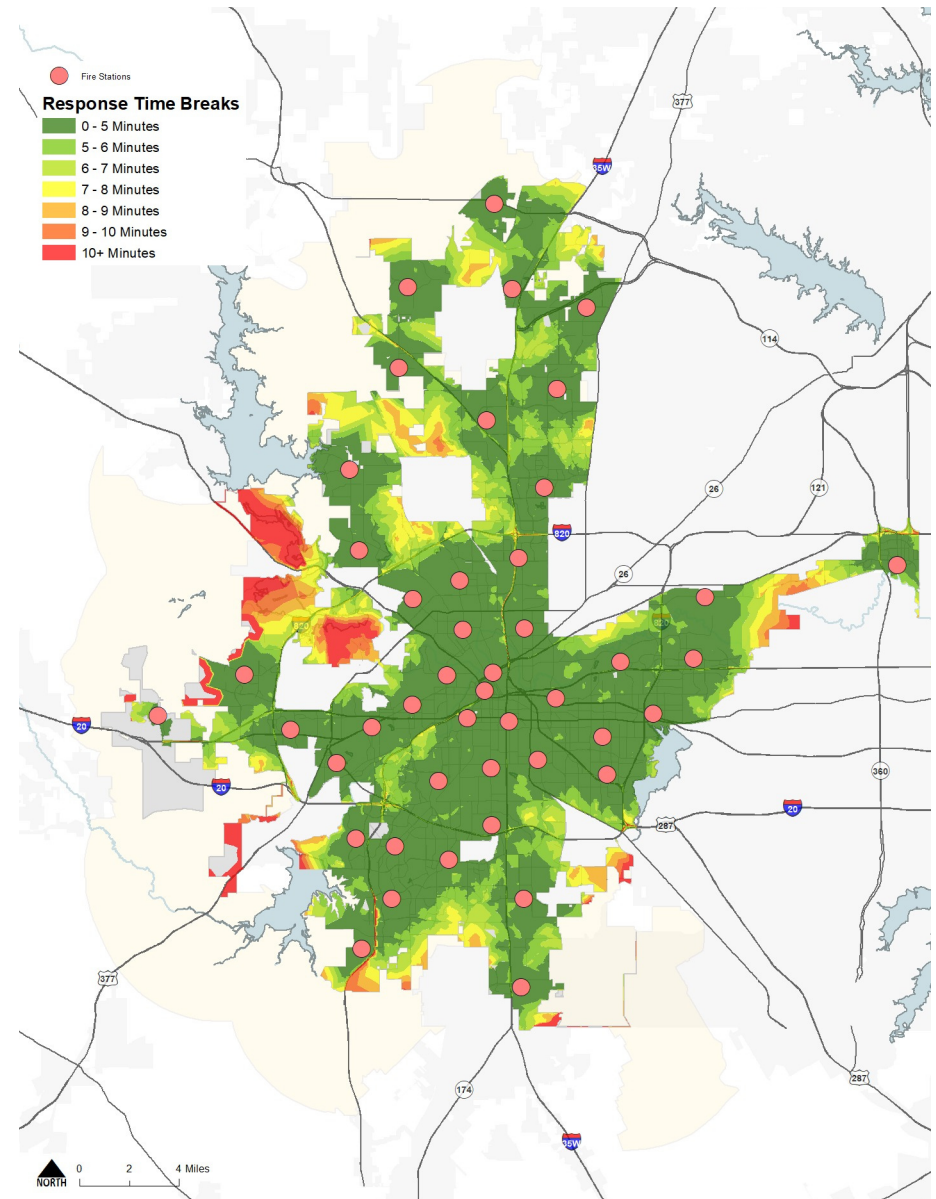 Fire Stations
Response Time Breaks
0 - 5 Minutes
5 - 6 Minutes
6 - 7 Minutes
7 - 8 Minutes
8 - 9 Minutes
9 - 10 Minutes
10+ Minutes
377
35W
114
26
121
820
26
820
820
20
360
20
20
287
377
287
174
35W
NORTH
0 2 4 Miles